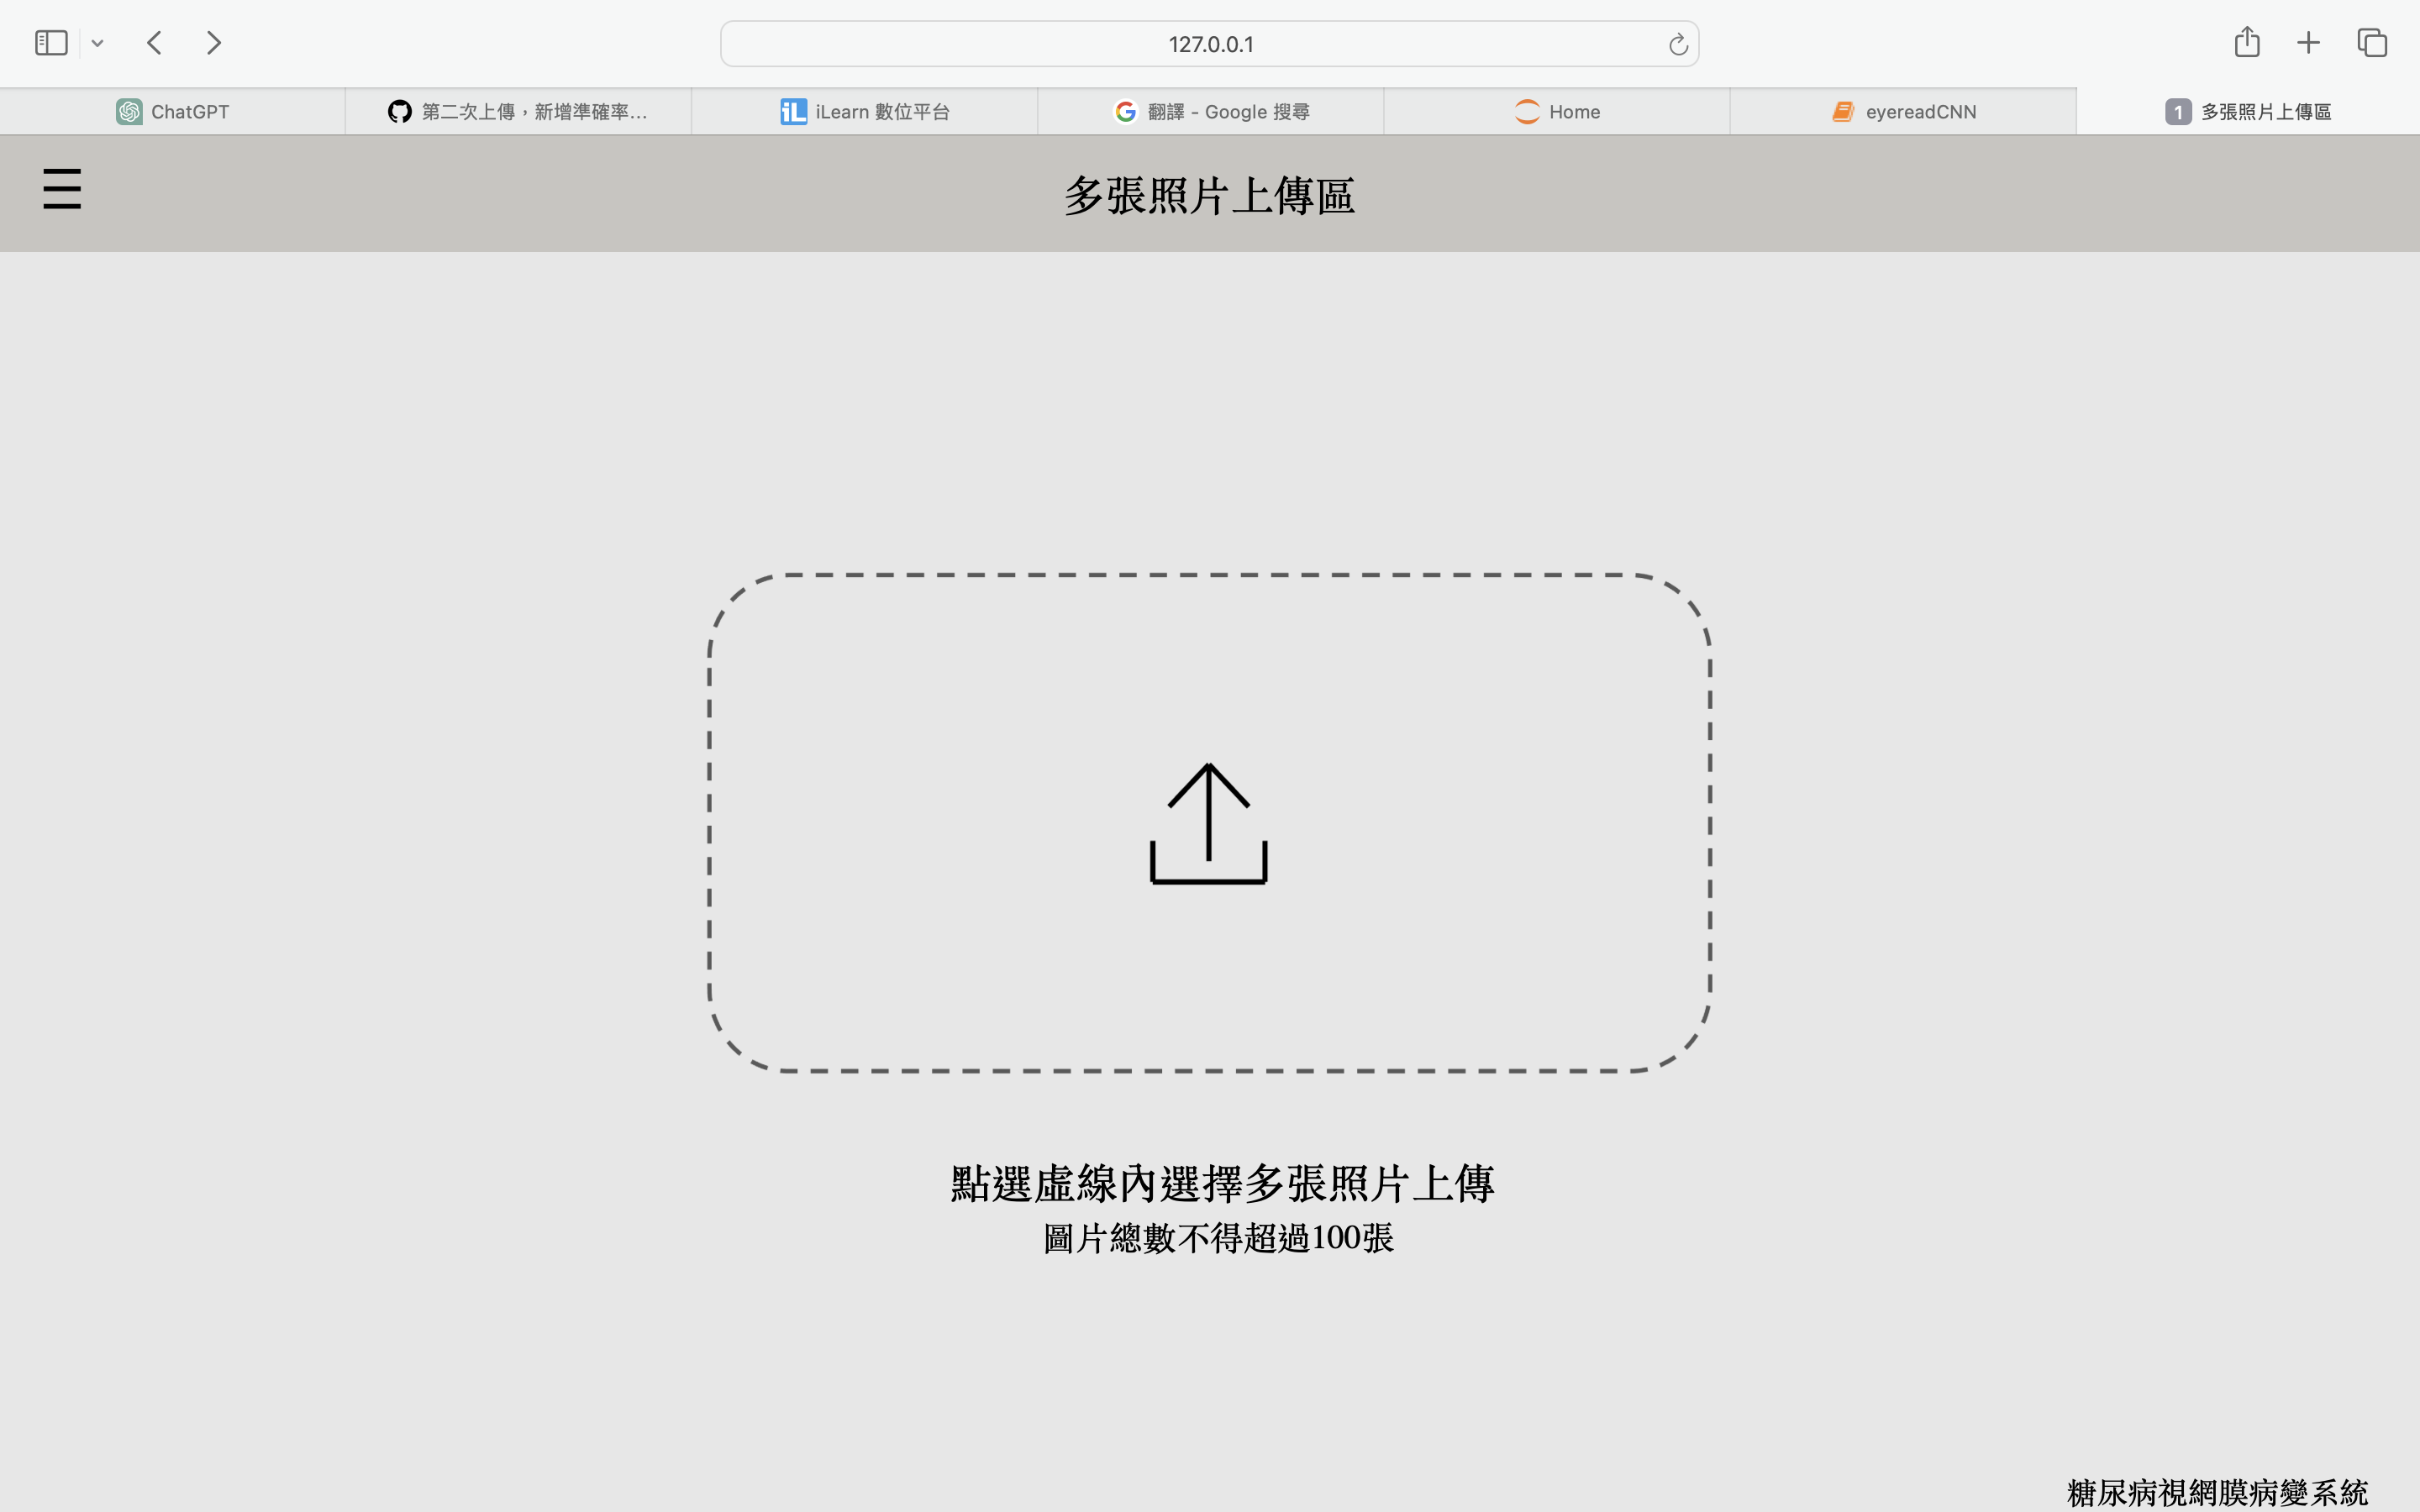 127.0.0.1
ChatGPT
第二次上傳，新增準確率...
iLearn 數位平台
翻譯 - Google 搜尋
Home
eyereadCNN
1 多張照片上傳區
多張照片上傳區
點選虛線內選擇多張照片上傳
圖片總數不得超過100張
糖尿病視網膜病變系統